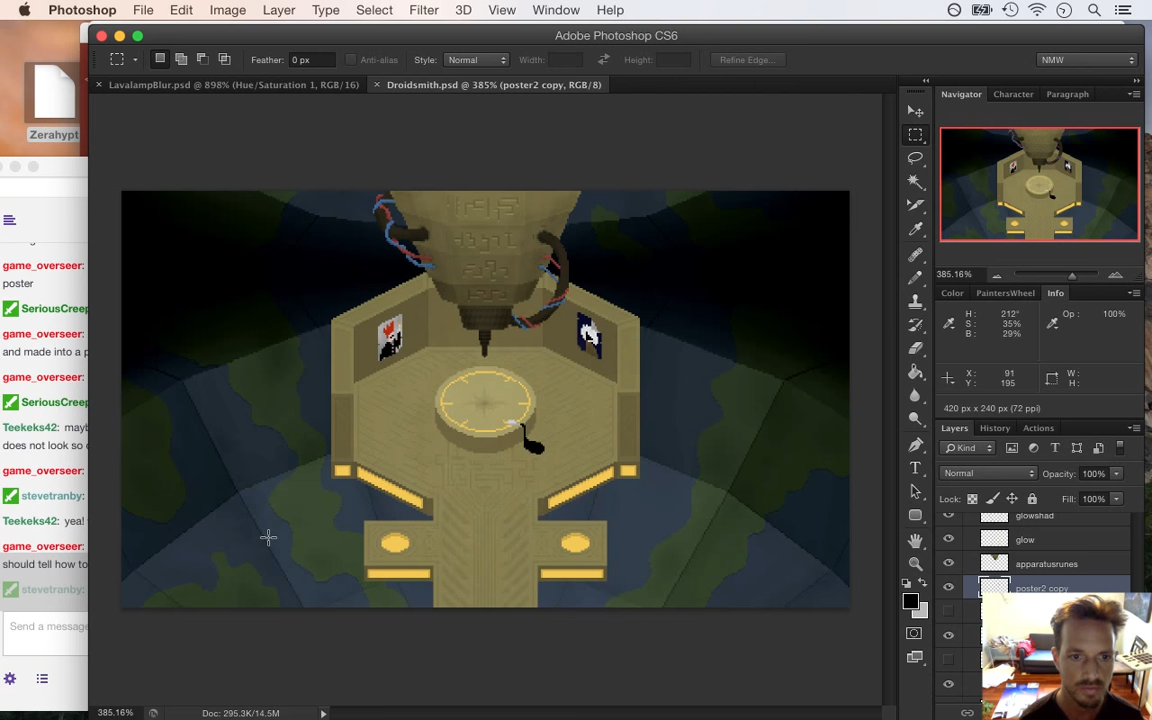 Photoshop File Edit Image Layer Type Select Filter 3D View Window Help
Adobe Photoshop CS6
Feather: 0 px Anti-alias Style: Normal Width: Height: Refine Edge... NMW
× LavalampBlur.psd @ 898% (Hue/Saturation 1, RGB/16) × Droidsmith.psd @ 385% (poster2 copy, RGB/8)
Navigator Character Paragraph
Zerahypt
385.16%
Color PaintersWheel Info
H: 212°
S: 35%
B: 29%
Op: 100%
X: 91
Y: 195
W:
H:
420 px x 240 px (72 ppi)
Layers History Actions
Kind
Normal Opacity: 100%
Lock: Fill: 100%
glowshad
glow
apparatusrunes
poster2 copy
game_overseer:
poster
SeriousCreep
game_overseer:
and made into a p
game_overseer:
SeriousCreep
Teekeks42: mayb
does not look so
game_overseer:
stevetranby:
Teekeks42: yea!
game_overseer:
should tell how to
stevetranby:
Send a message
385.16% Doc: 295.3K/14.5M